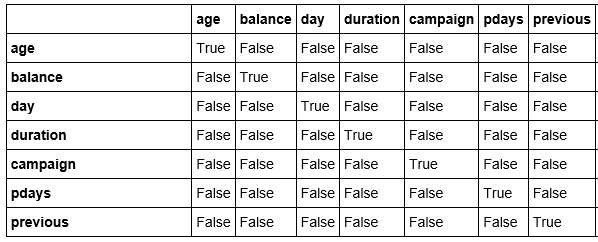 age balance day duration campaign pdays previous
age True False False False False False False
balance False True False False False False False
day False False True False False False False
duration False False False True False False False
campaign False False False False True False False
pdays False False False False False True False
previous False False False False False False True